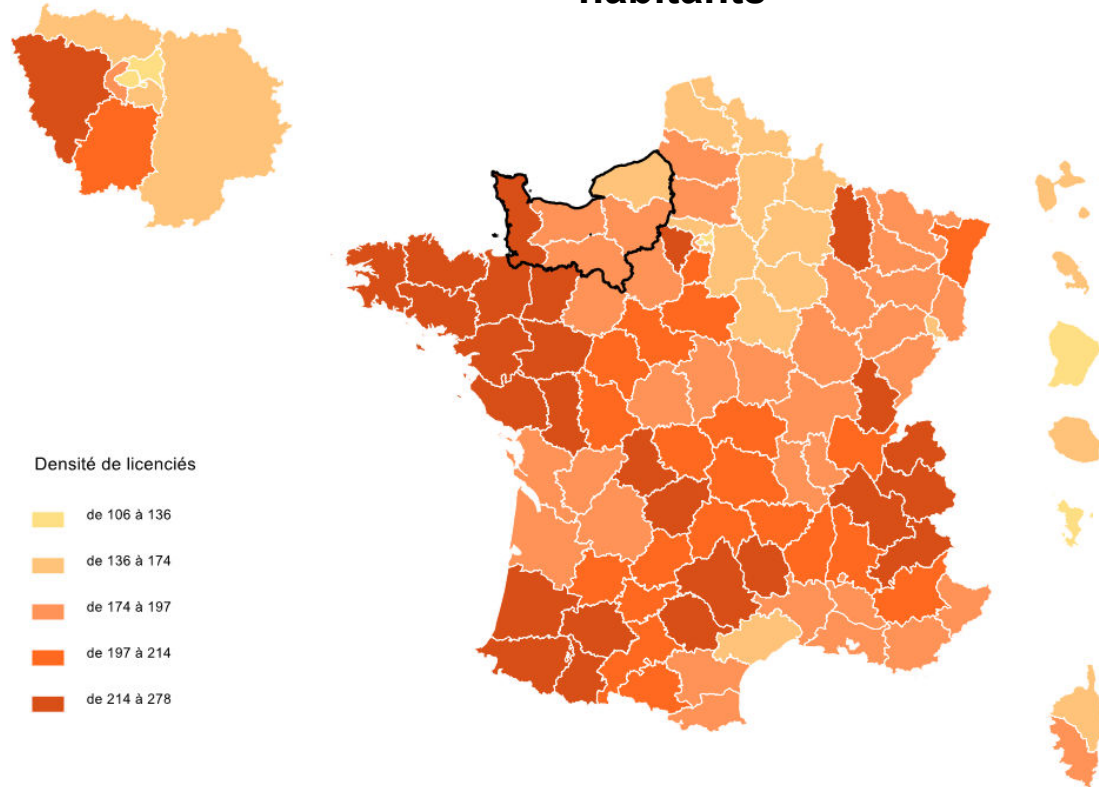 habitants
Densité de licenciés
de 106 à 136
de 136 à 174
de 174 à 197
de 197 à 214
de 214 à 278